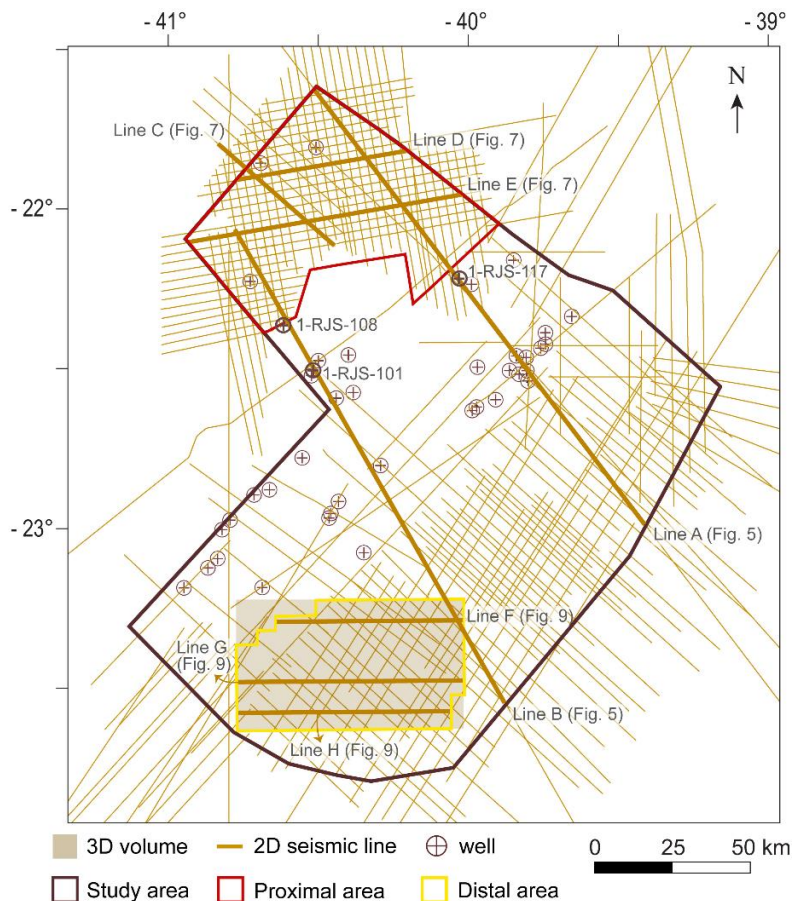 - 41°
- 40°
- 39°
N
Line C (Fig. 7)
Line D (Fig. 7)
Line E (Fig. 7)
- 22°
1-RJS-117
1-RJS-108
1-RJS-101
- 23°
Line A (Fig. 5)
Line F (Fig. 9)
Line G
(Fig. 9)
Line B (Fig. 5)
Line H (Fig. 9)
3D volume
2D seismic line
well
0 25 50 km
Study area
Proximal area
Distal area